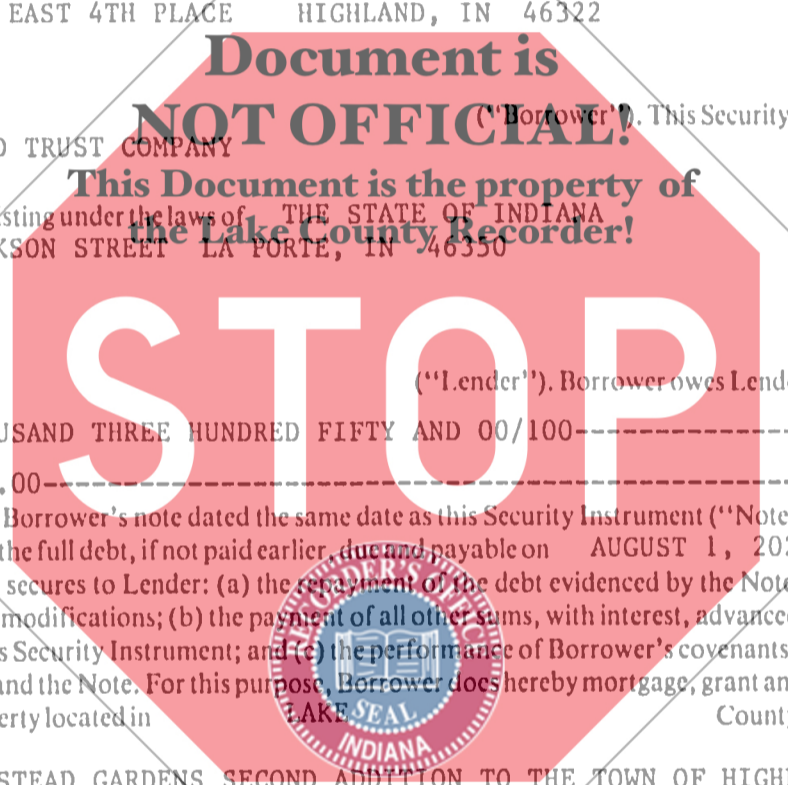 EAST 4TH PLACE HIGHLAND, IN 46322
Document is
NOT OFFICIAL!
("Borrower"). This Security
TRUST COMPANY
This Document is the property of
sting under the laws of THE STATE OF INDIANA
the Lake County Recorder!
KSON STREET LA PORTE, IN 46350
STOP
("Lender"). Borrower owes Lend
USAND THREE HUNDRED FIFTY AND 00/100--------------------
.00--------------------------------------------------------
Borrower's note dated the same date as this Security Instrument ("Note
the full debt, if not paid earlier, due and payable on AUGUST 1, 20
secures to Lender: (a) the repayment of the debt evidenced by the Note
modifications; (b) the payment of all other sums, with interest, advance
s Security Instrument; and (c) the performance of Borrower's covenants
and the Note. For this purpose, Borrower does hereby mortgage, grant an
erty located in LAKE County
RECORDER'S OFFICE
SEAL
INDIANA
STEAD GARDENS SECOND ADDITION TO THE TOWN OF HIGH